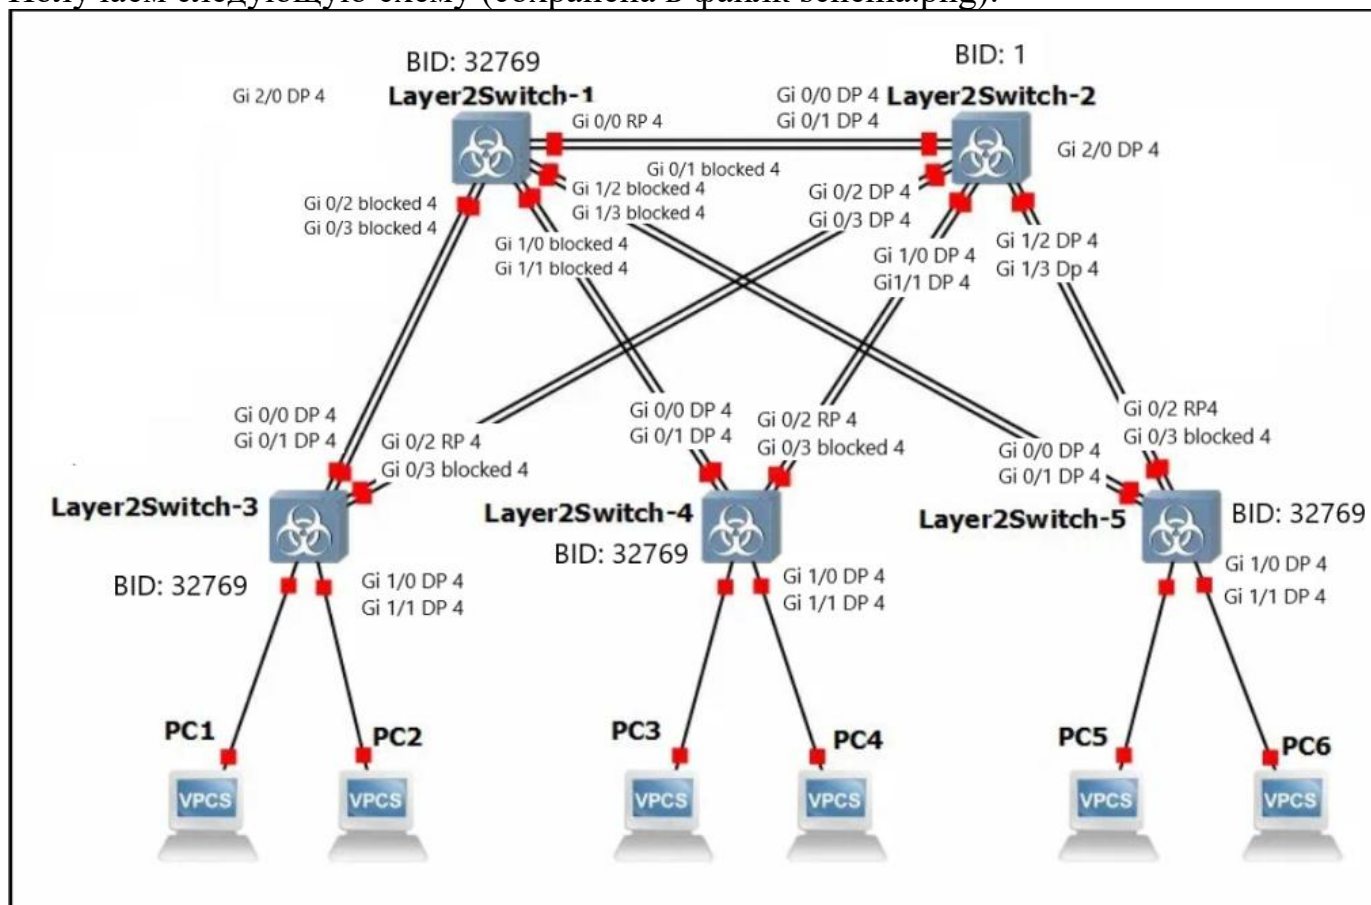 Получаем следующую схему (сохранена в файлк schema.png):
BID: 32769
BID: 1
Gi 2/0 DP 4
Layer2Switch-1
Gi 0/0 DP 4
Layer2Switch-2
Gi 0/0 RP 4
Gi 0/1 DP 4
Gi 2/0 DP 4
Gi 0/1 blocked 4
Gi 1/2 blocked 4
Gi 1/3 blocked 4
Gi 0/2 DP 4
Gi 0/3 DP 4
Gi 0/2 blocked 4
Gi 0/3 blocked 4
Gi 1/0 blocked 4
Gi 1/1 blocked 4
Gi 1/0 DP 4
Gi1/1 DP 4
Gi 1/2 DP 4
Gi 1/3 Dp 4
Gi 0/0 DP 4
Gi 0/1 DP 4
Gi 0/2 RP 4
Gi 0/3 blocked 4
Gi 0/0 DP 4
Gi 0/1 DP 4
Gi 0/2 RP 4
Gi 0/3 blocked 4
Gi 0/0 DP 4
Gi 0/1 DP 4
Gi 0/2 RP4
Gi 0/3 blocked 4
Layer2Switch-3
Layer2Switch-4
Layer2Switch-5
BID: 32769
BID: 32769
BID: 32769
Gi 1/0 DP 4
Gi 1/1 DP 4
Gi 1/0 DP 4
Gi 1/1 DP 4
Gi 1/0 DP 4
Gi 1/1 DP 4
PC1
PC2
PC3
PC4
PC5
PC6
VPCS
VPCS
VPCS
VPCS
VPCS
VPCS